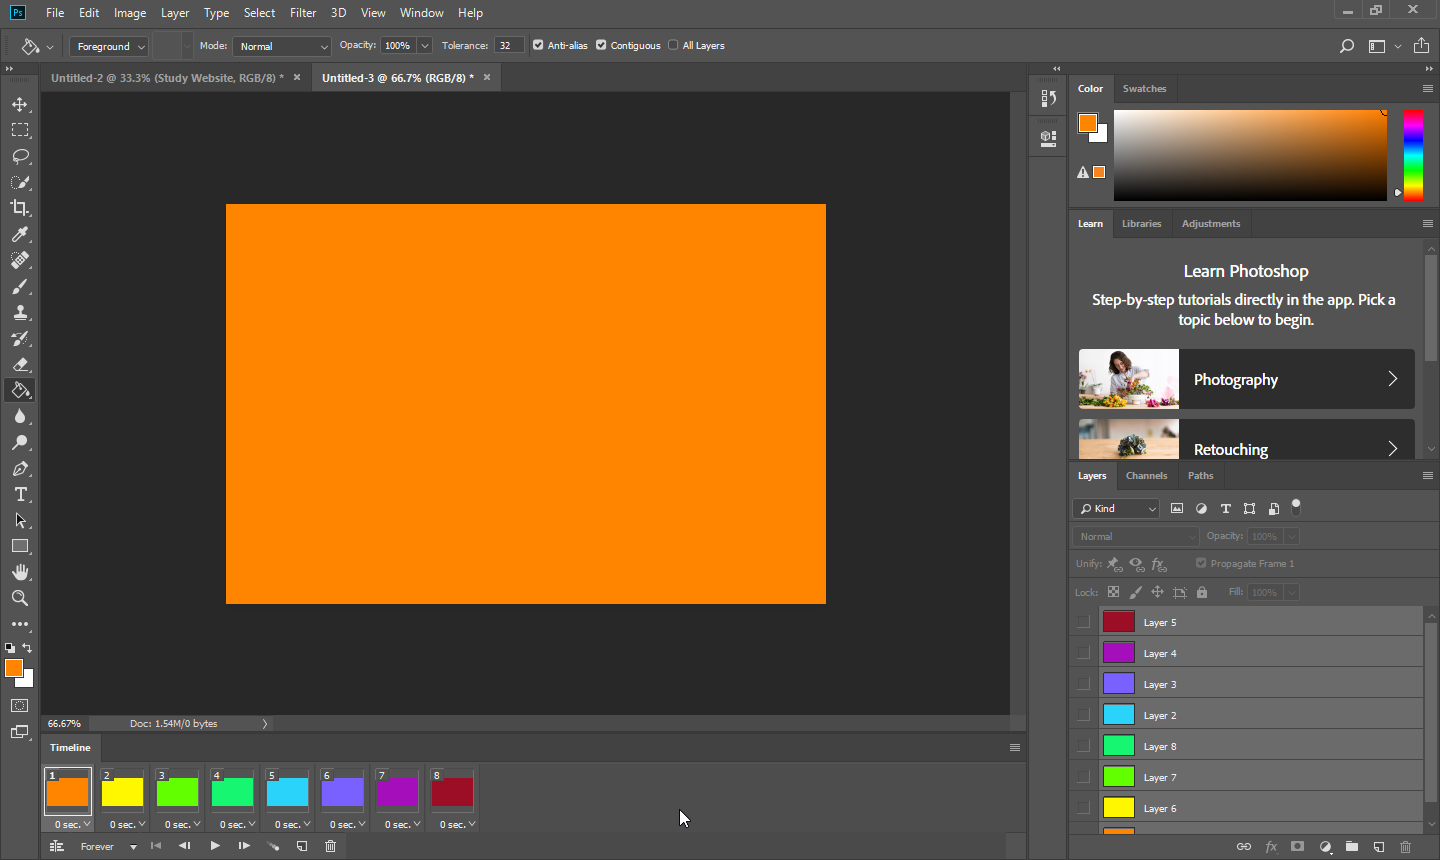 Ps File Edit Image Layer Type Select Filter 3D View Window Help
Foreground Mode: Normal Opacity: 100% Tolerance: 32 Anti-alias Contiguous All Layers
Untitled-2 @ 33.3% (Study Website, RGB/8) * × Untitled-3 @ 66.7% (RGB/8) * ×
Color Swatches
Learn Libraries Adjustments
Learn Photoshop
Step-by-step tutorials directly in the app. Pick a
topic below to begin.
Photography
Retouching
Layers Channels Paths
Kind
Normal Opacity: 100%
Unify: Propagate Frame 1
Lock: Fill: 100%
Layer 5
Layer 4
Layer 3
Layer 2
Layer 8
Layer 7
Layer 6
66.67% Doc: 1.54M/0 bytes
Timeline
1 2 3 4 5 6 7 8
0 sec. 0 sec. 0 sec. 0 sec. 0 sec. 0 sec. 0 sec. 0 sec.
Forever